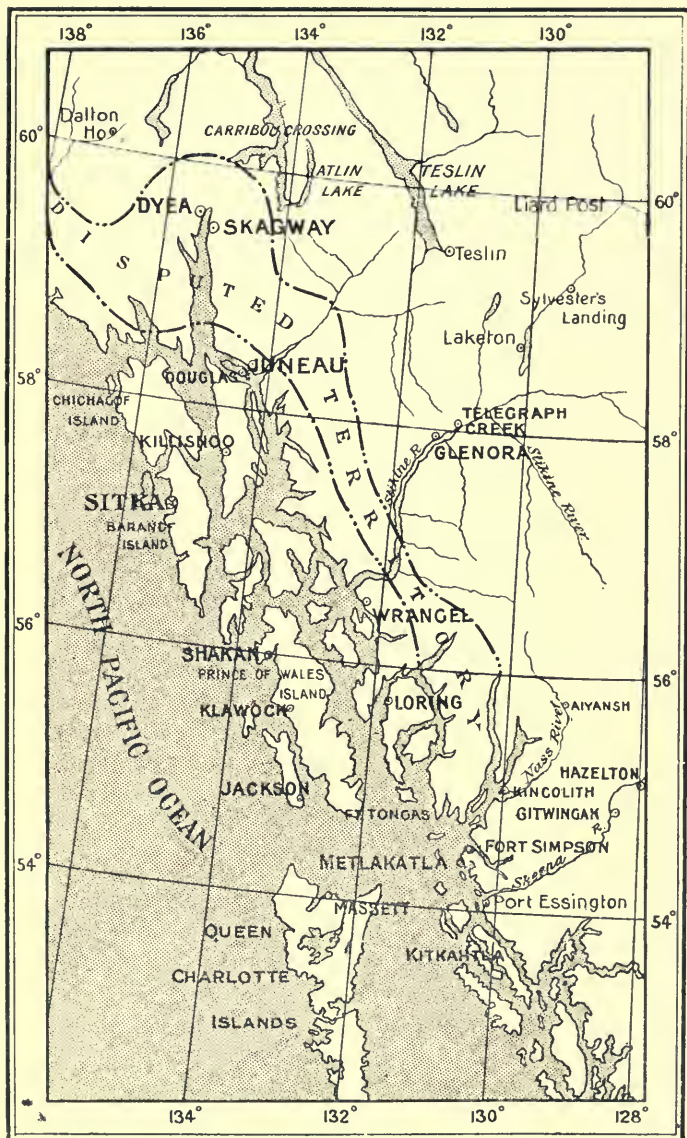 138° 136° 134° 132° 130°
Dalton
Ho.
CARRIBOU CROSSING
60°
ATLIN
LAKE
TESLIN
LAKE
60°
Liard Post
DYEA
SKAGWAY
Teslin
DISPUTED TERRITORY
Sylvester's
Landing
Laketon
DOUGLAS
JUNEAU
58°
CHICHAGOF
ISLAND
TELEGRAPH
CREEK
58°
KILLISNOO
GLENORA
Stikine R.
Stikine River
SITKA
BARANOF
ISLAND
NORTH PACIFIC OCEAN
56°
WRANGEL
SHAKAN
PRINCE OF WALES
ISLAND
56°
KLAWOCK
LORING
AIYANSH
Nass River
HAZELTON
JACKSON
KINCOLITH
GITWINGAK
FT. TONGAS
FORT SIMPSON
54°
METLAKATLA
Skeena R.
Port Essington
54°
MASSETT
QUEEN
CHARLOTTE
ISLANDS
KITKAHTLA
134° 132° 130° 128°